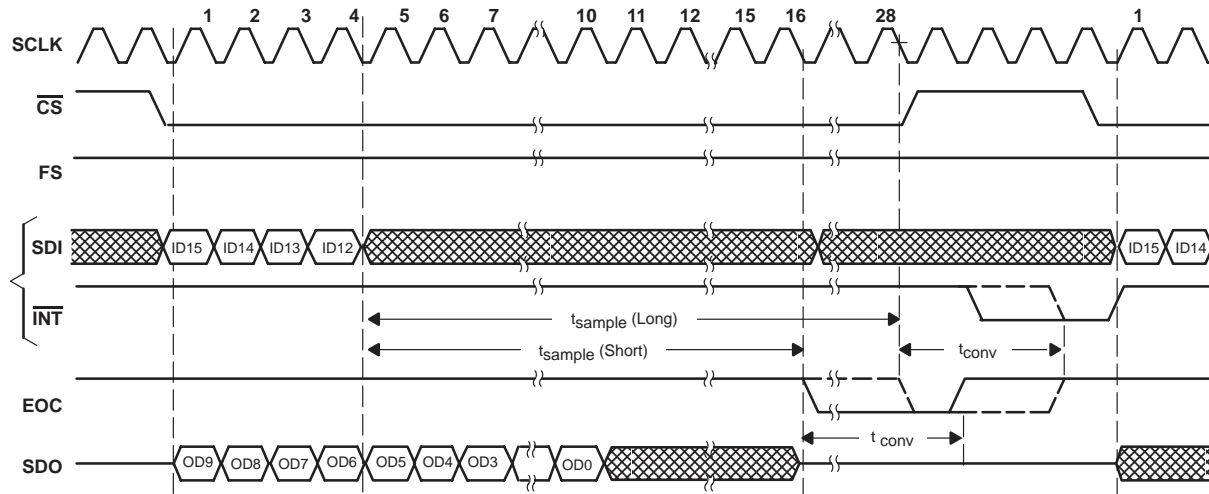 1 2 3 4 5 6 7 10 11 12 15 16 28 1
SCLK
CS
FS
SDI ID15 ID14 ID13 ID12 ID15 ID14
INT
tsample (Long)
tsample (Short) tconv
EOC
t conv
SDO OD9 OD8 OD7 OD6 OD5 OD4 OD3 OD0